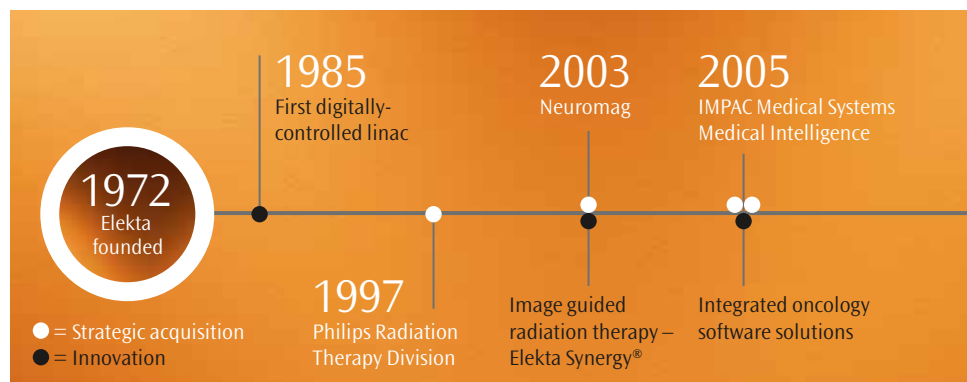 1985
First digitally-
controlled linac
2003
Neuromag
2005
IMPAC Medical Systems
Medical Intelligence
1972
Elekta
founded
1997
Philips Radiation
Therapy Division
Image guided
radiation therapy –
Elekta Synergy®
Integrated oncology
software solutions
= Strategic acquisition
= Innovation